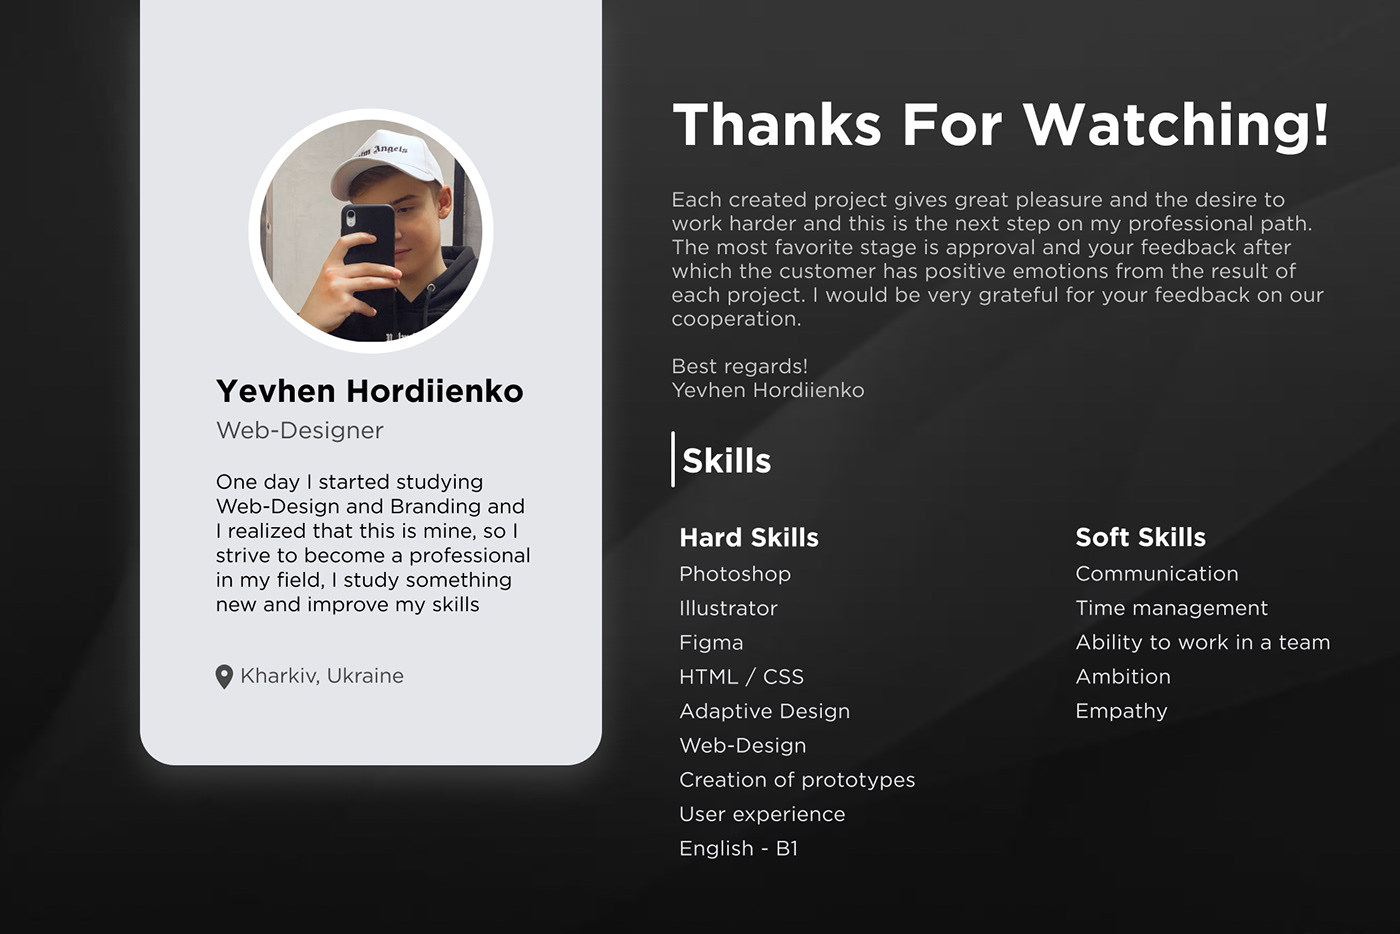 Angels
Yevhen Hordiienko
Web-Designer
One day I started studying
Web-Design and Branding and
I realized that this is mine, so I
strive to become a professional
in my field, I study something
new and improve my skills
Kharkiv, Ukraine
Thanks For Watching!
Each created project gives great pleasure and the desire to
work harder and this is the next step on my professional path.
The most favorite stage is approval and your feedback after
which the customer has positive emotions from the result of
each project. I would be very grateful for your feedback on our
cooperation.
Best regards!
Yevhen Hordiienko
Skills
Hard Skills
Photoshop
Illustrator
Figma
HTML / CSS
Adaptive Design
Web-Design
Creation of prototypes
User experience
English - B1
Soft Skills
Communication
Time management
Ability to work in a team
Ambition
Empathy